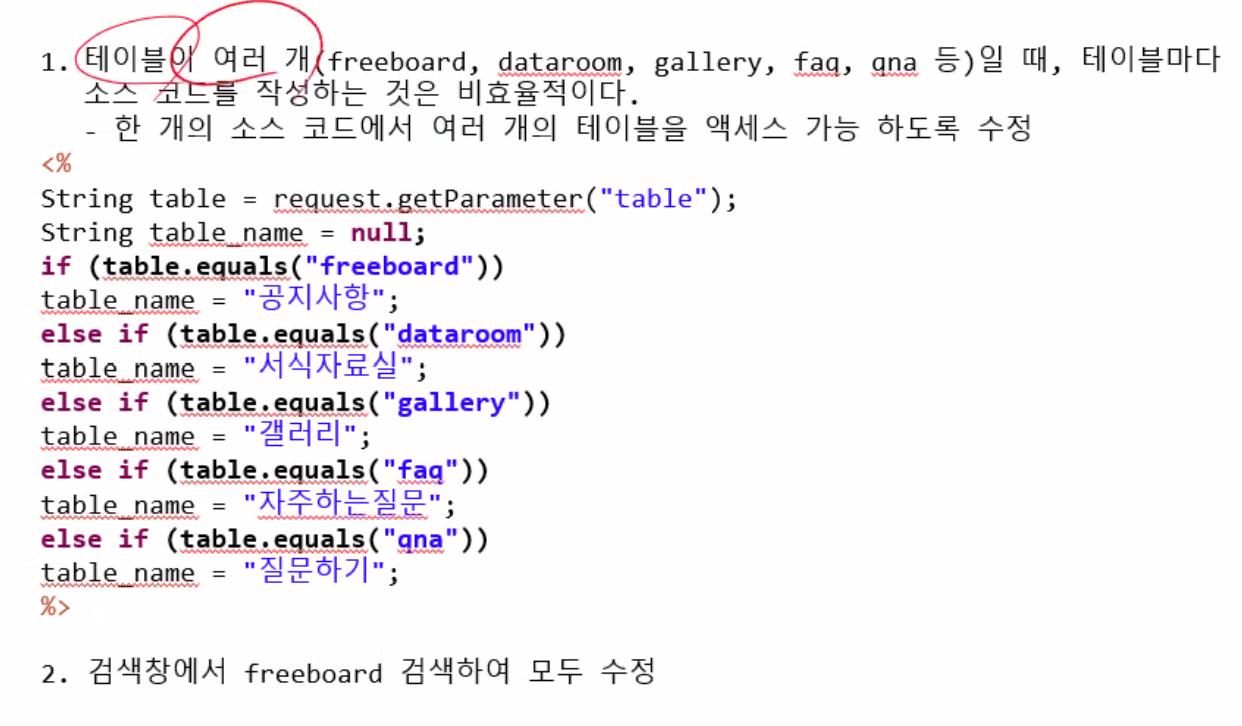 1. 테이블이 여러 개(freeboard, dataroom, gallery, faq, qna 등)일 때, 테이블마다
소스 코드를 작성하는 것은 비효율적이다.
- 한 개의 소스 코드에서 여러 개의 테이블을 액세스 가능 하도록 수정
<%
String table = request.getParameter("table");
String table_name = null;
if (table.equals("freeboard"))
table_name = "공지사항";
else if (table.equals("dataroom"))
table_name = "서식자료실";
else if (table.equals("gallery"))
table_name = "갤러리";
else if (table.equals("faq"))
table_name = "자주하는질문";
else if (table.equals("qna"))
table_name = "질문하기";
%>
2. 검색창에서 freeboard 검색하여 모두 수정